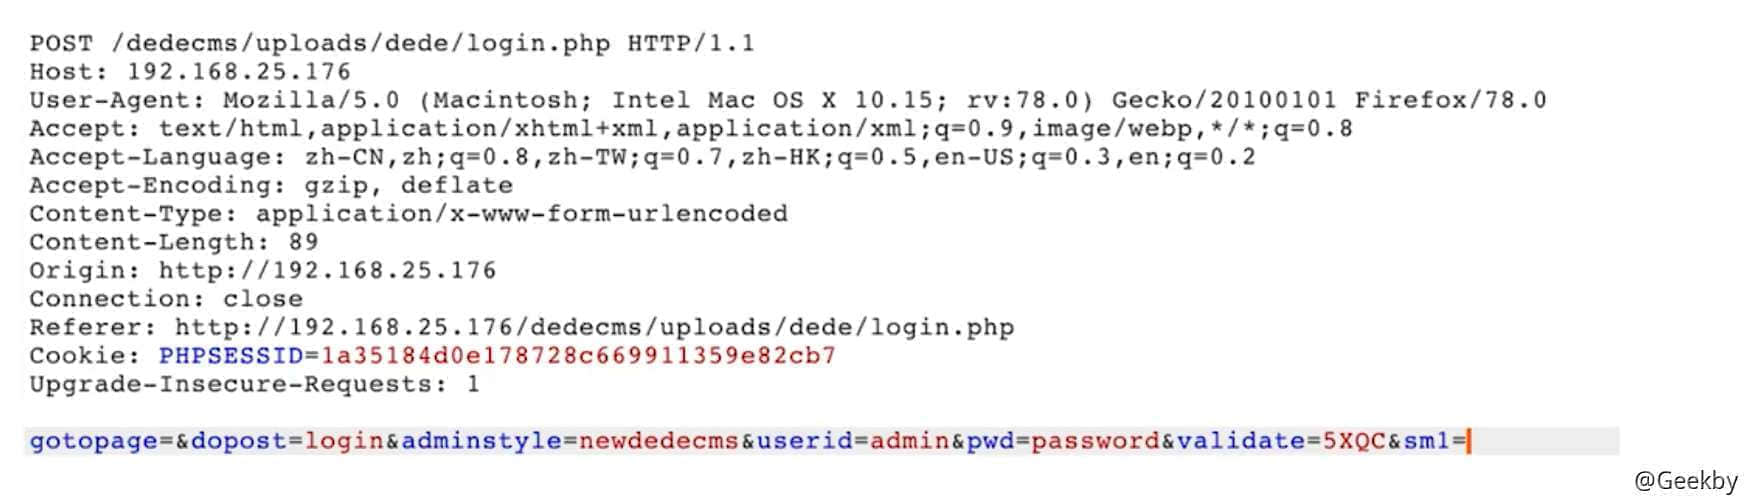 POST /dedecms/uploads/dede/login.php HTTP/1.1
Host: 192.168.25.176
User-Agent: Mozilla/5.0 (Macintosh; Intel Mac OS X 10.15; rv:78.0) Gecko/20100101 Firefox/78.0
Accept: text/html,application/xhtml+xml,application/xml;q=0.9,image/webp,*/*;q=0.8
Accept-Language: zh-CN,zh;q=0.8,zh-TW;q=0.7,zh-HK;q=0.5,en-US;q=0.3,en;q=0.2
Accept-Encoding: gzip, deflate
Content-Type: application/x-www-form-urlencoded
Content-Length: 89
Origin: http://192.168.25.176
Connection: close
Referer: http://192.168.25.176/dedecms/uploads/dede/login.php
Cookie: PHPSESSID=1a35184d0e178728c669911359e82cb7
Upgrade-Insecure-Requests: 1
gotopage=&dopost=login&adminstyle=newdedecms&userid=admin&pwd=password&validate=5XQC&sm1=
@Geekby